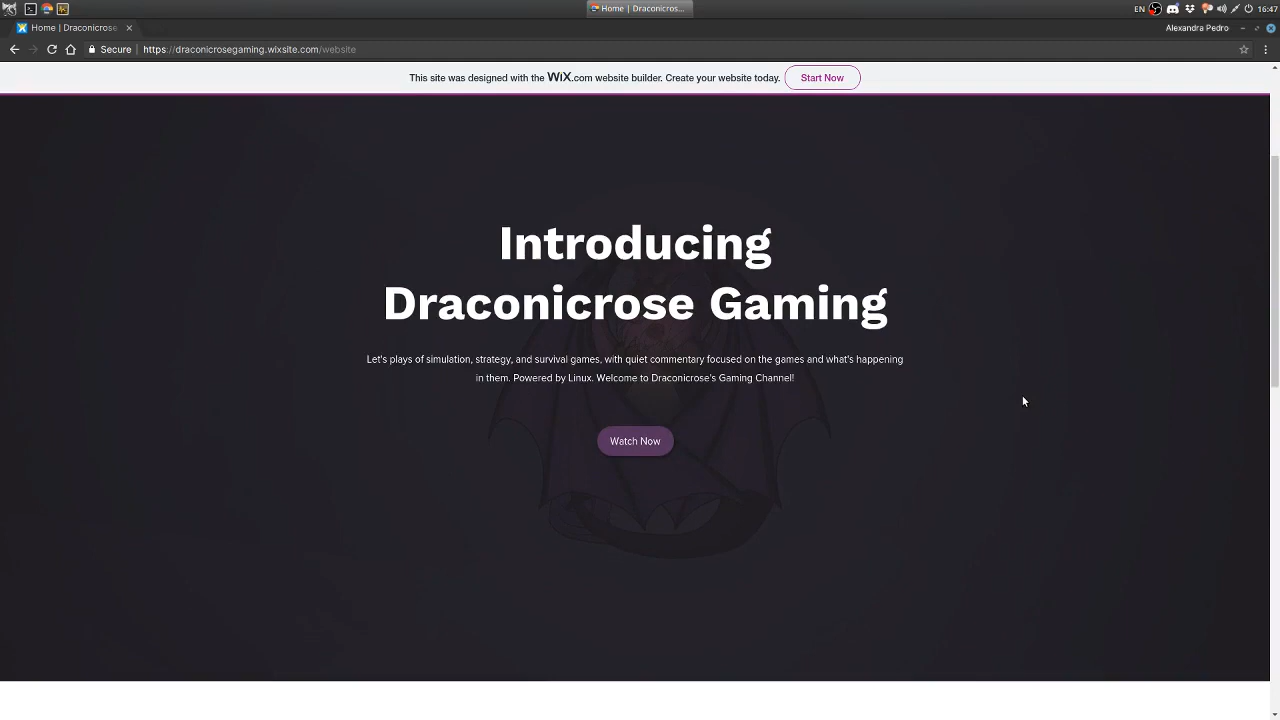 Home | Draconicros...
EN
16:47
Home | Draconicrose
Alexandra Pedro
Secure
https://draconicrosegaming.wixsite.com/website
This site was designed with the WiX.com website builder. Create your website today.
Start Now
Introducing
Draconicrose Gaming
Let's plays of simulation, strategy, and survival games, with quiet commentary focused on the games and what's happening
in them. Powered by Linux. Welcome to Draconicrose's Gaming Channel!
Watch Now